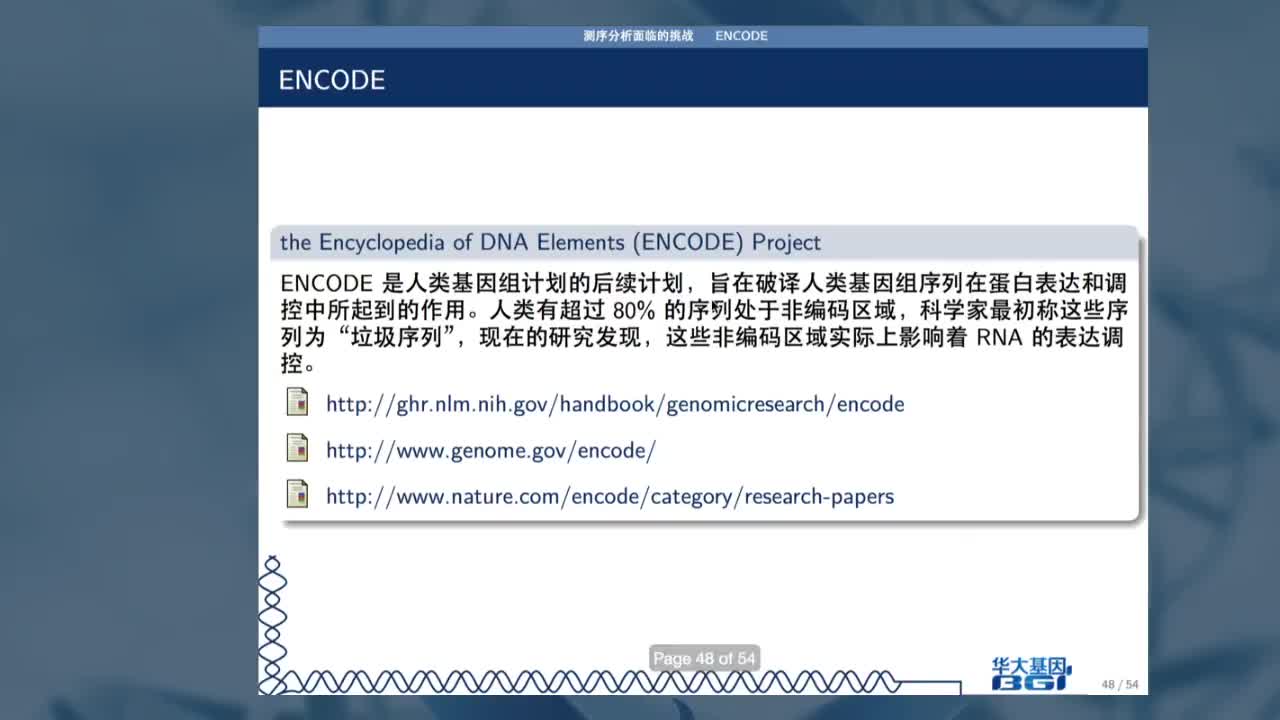 测序分析面临的挑战 ENCODE
ENCODE
the Encyclopedia of DNA Elements (ENCODE) Project
ENCODE 是人类基因组计划的后续计划，旨在破译人类基因组序列在蛋白表达和调
控中所起到的作用。人类有超过 80% 的序列处于非编码区域，科学家最初称这些序
列为“垃圾序列”，现在的研究发现，这些非编码区域实际上影响着 RNA 的表达调
控。
http://ghr.nlm.nih.gov/handbook/genomicresearch/encode
http://www.genome.gov/encode/
http://www.nature.com/encode/category/research-papers
Page 48 of 54
华大基因
BGI
48 / 54